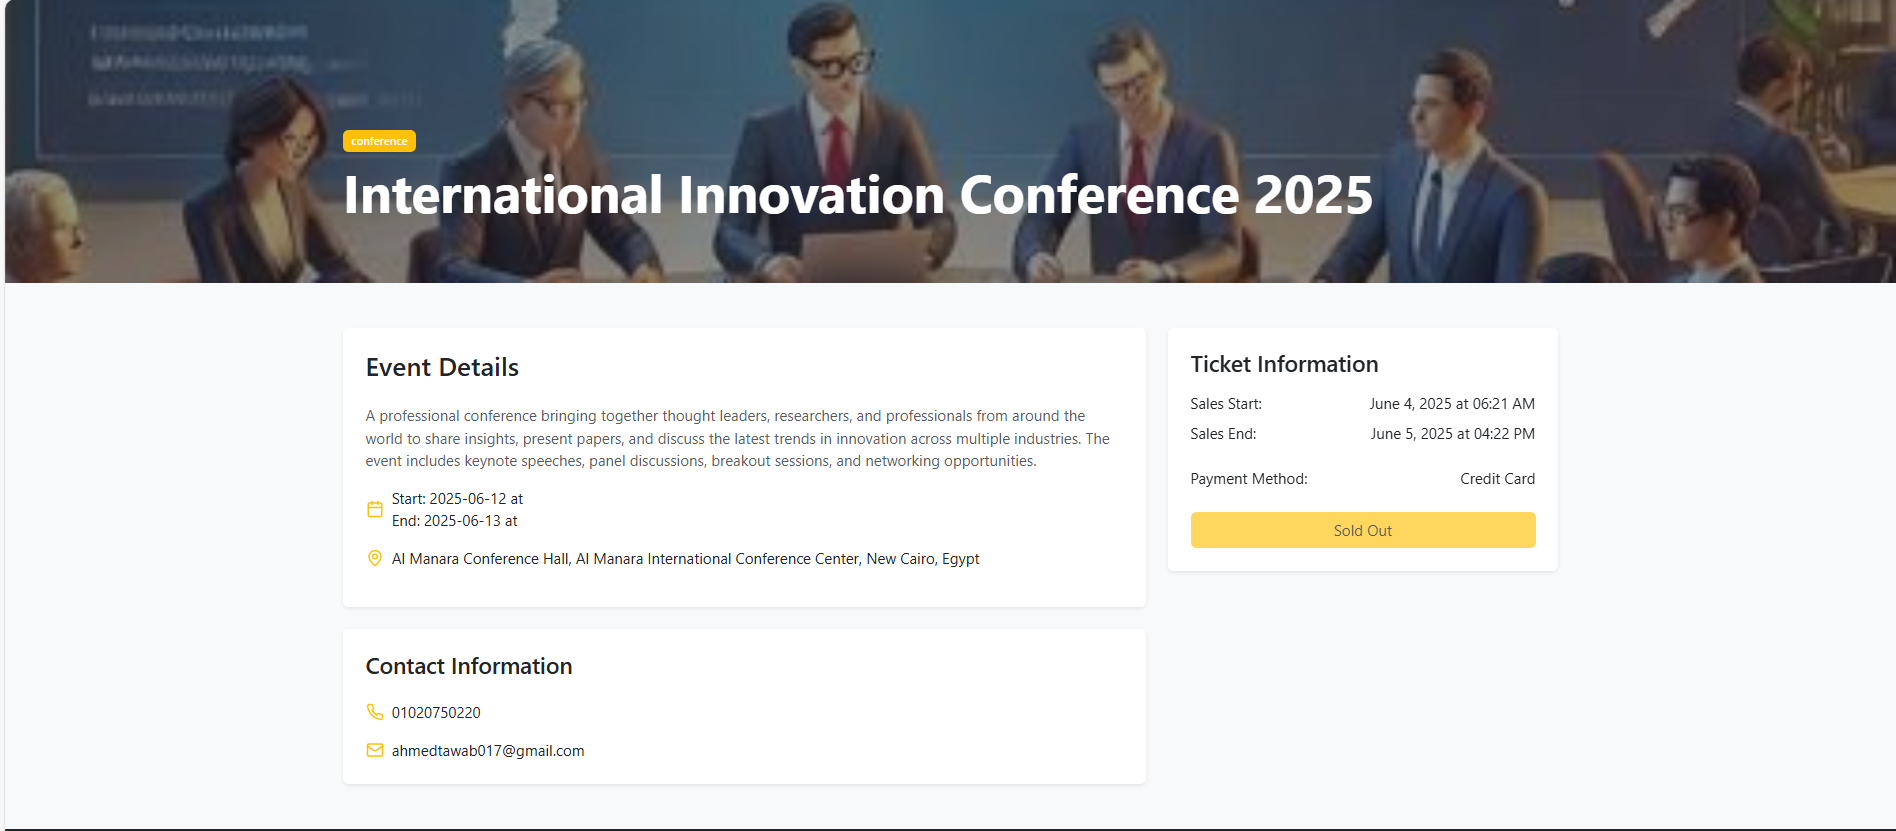 conference
International Innovation Conference 2025
Event Details
A professional conference bringing together thought leaders, researchers, and professionals from around the
world to share insights, present papers, and discuss the latest trends in innovation across multiple industries. The
event includes keynote speeches, panel discussions, breakout sessions, and networking opportunities.
Start: 2025-06-12 at
End: 2025-06-13 at
Al Manara Conference Hall, Al Manara International Conference Center, New Cairo, Egypt
Contact Information
01020750220
ahmedtawab017@gmail.com
Ticket Information
Sales Start: June 4, 2025 at 06:21 AM
Sales End: June 5, 2025 at 04:22 PM
Payment Method: Credit Card
Sold Out